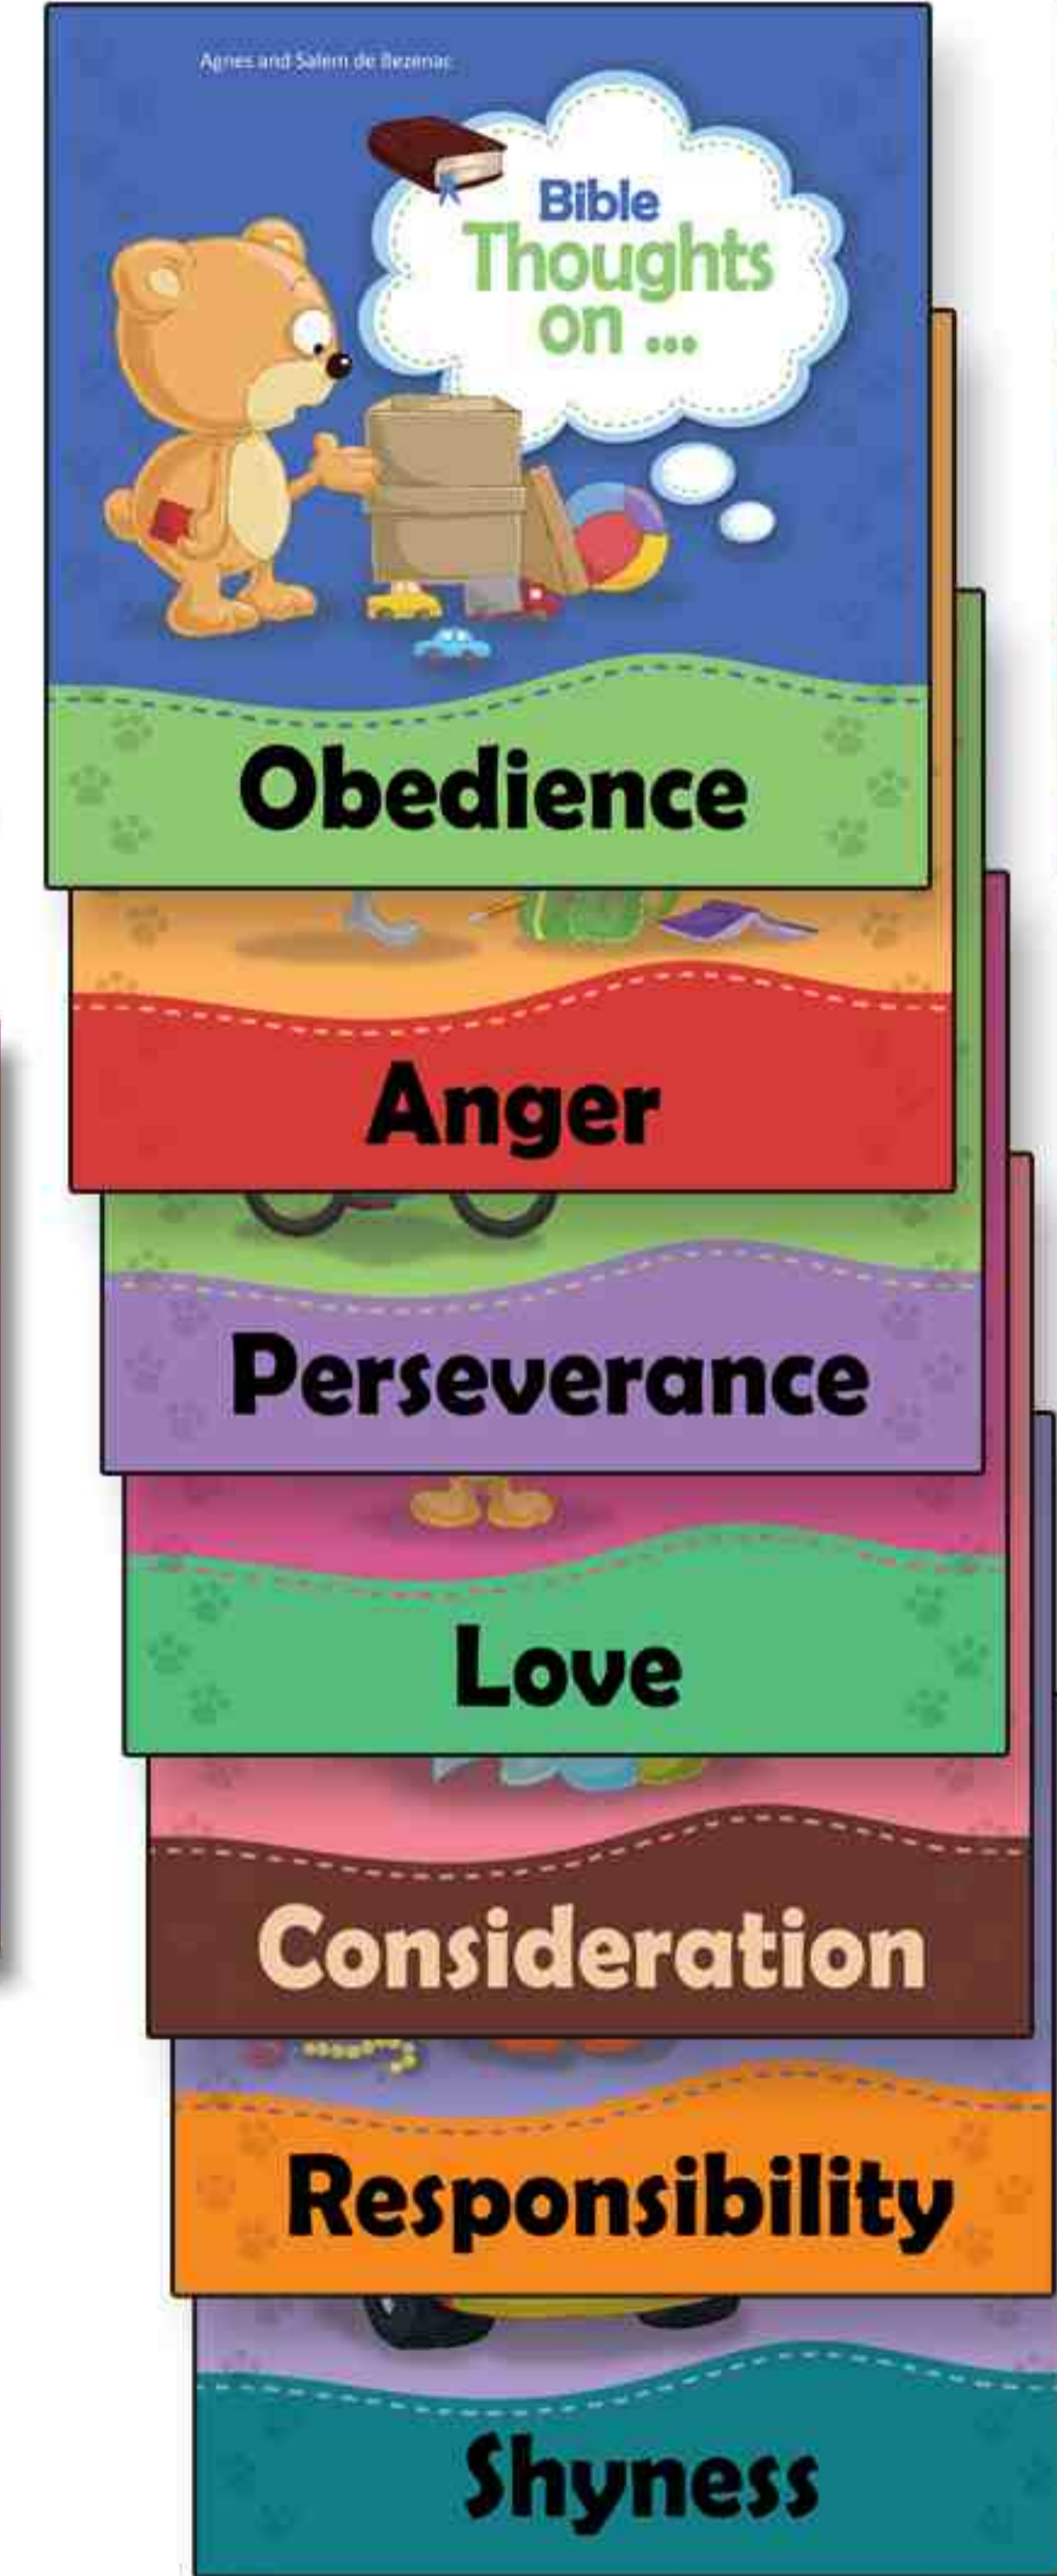 Agnes and Salem de Bezenac
Bible
Thoughts
on ...
Obedience
Anger
Perseverance
Love
Consideration
Responsibility
Shyness